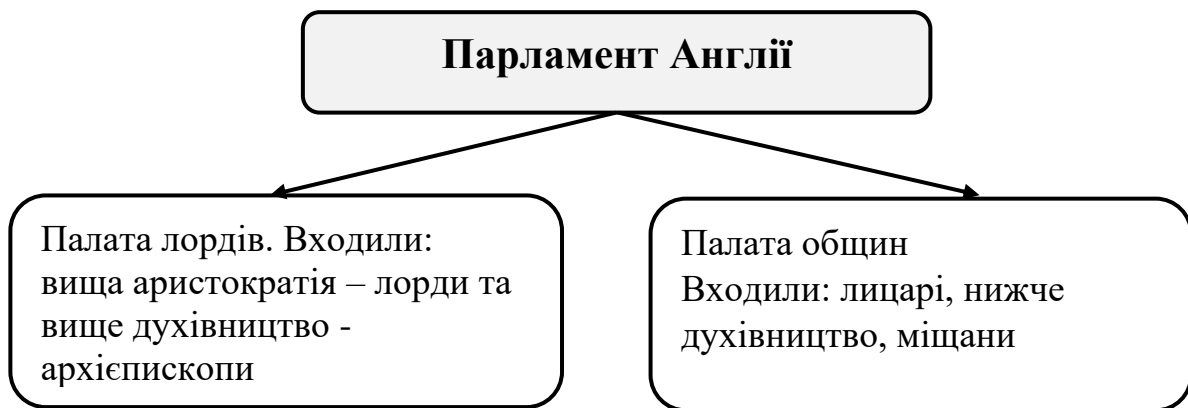 Парламент Англії
Палата лордів. Входили:
вища аристократія – лорди та
вище духівництво -
архієпископи
Палата общин
Входили: лицарі, нижче
духівництво, міщани